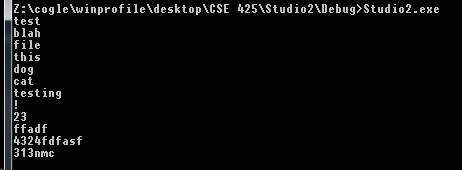 Z:\cogle\winprofile\desktop\CSE 425\Studio2\Debug>Studio2.exe
test
blah
file
this
dog
cat
testing
!
23
ffadf
4324fdfasf
313nmc